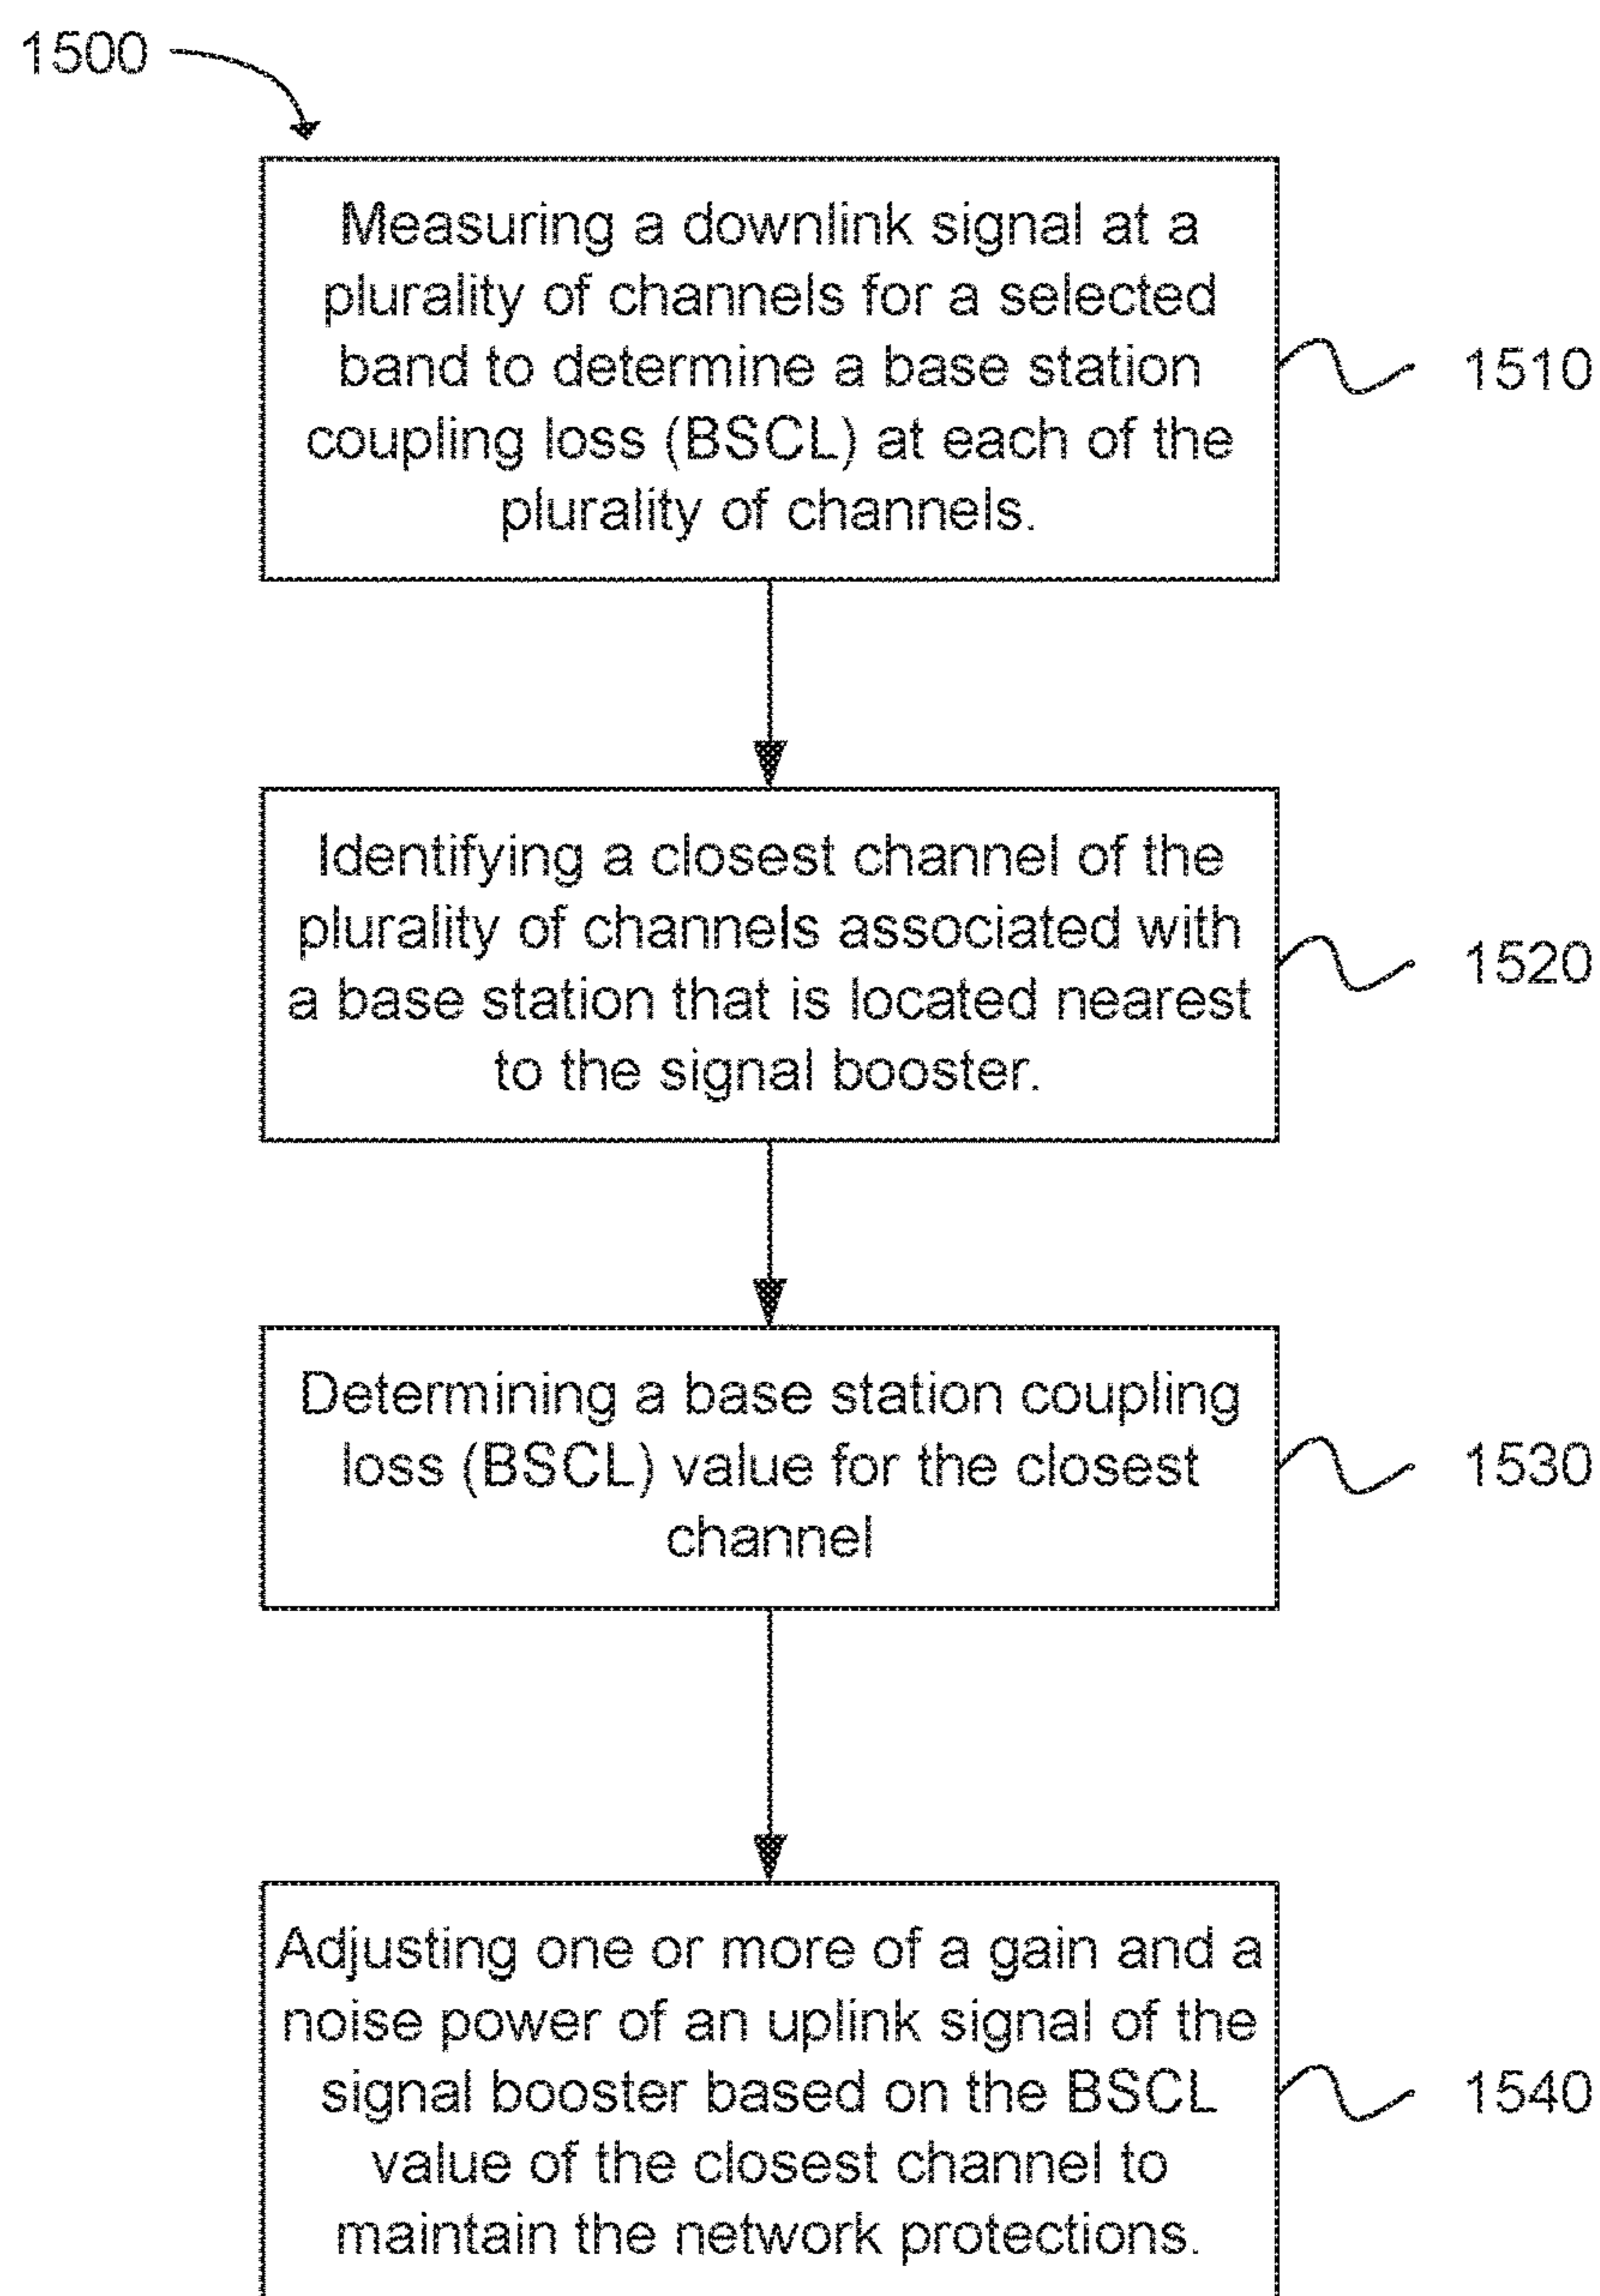 1500
Measuring a downlink signal at a
plurality of channels for a selected
band to determine a base station
coupling loss (BSCL) at each of the
plurality of channels.
1510
Identifying a closest channel of the
plurality of channels associated with
a base station that is located nearest
to the signal booster.
1520
Determining a base station coupling
loss (BSCL) value for the closest
channel
1530
Adjusting one or more of a gain and a
noise power of an uplink signal of the
signal booster based on the BSCL
value of the closest channel to
maintain the network protections.
1540